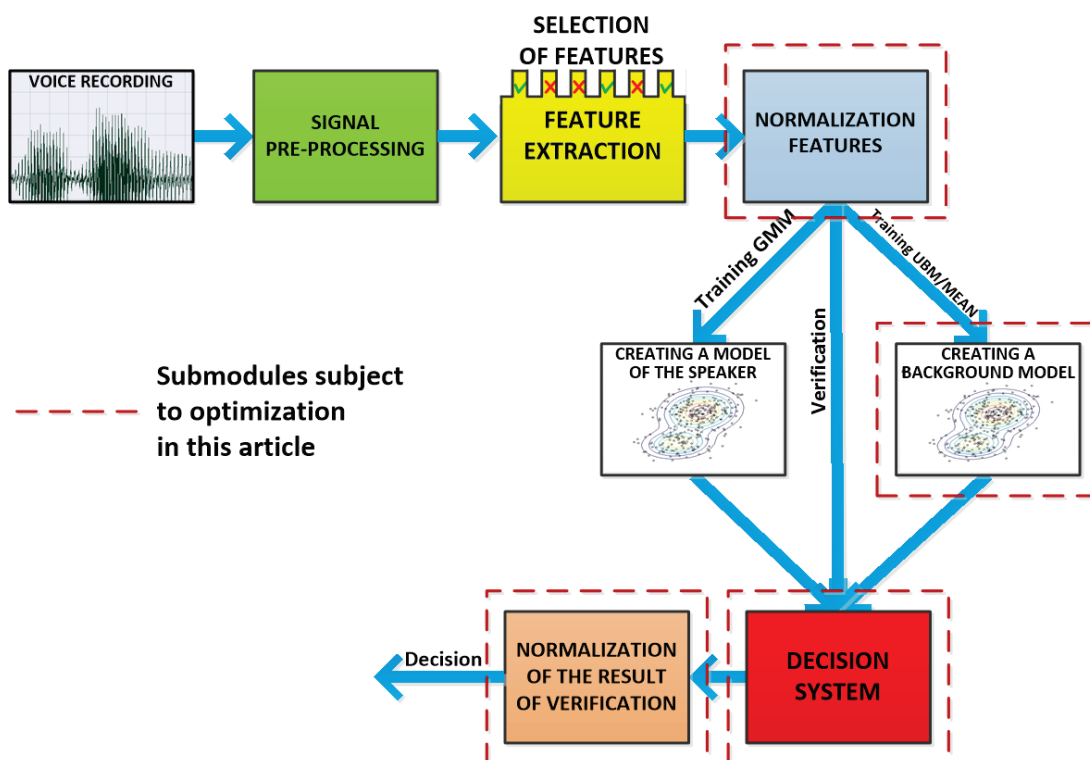 VOICE RECORDING
SIGNAL
PRE-PROCESSING
SELECTION
OF FEATURES
FEATURE
EXTRACTION
NORMALIZATION
FEATURES
Training GMM
Verification
Training UBM/MEAN
CREATING A MODEL
OF THE SPEAKER
CREATING A
BACKGROUND MODEL
Submodules subject
to optimization
in this article
DECISION
SYSTEM
NORMALIZATION
OF THE RESULT
OF VERIFICATION
Decision